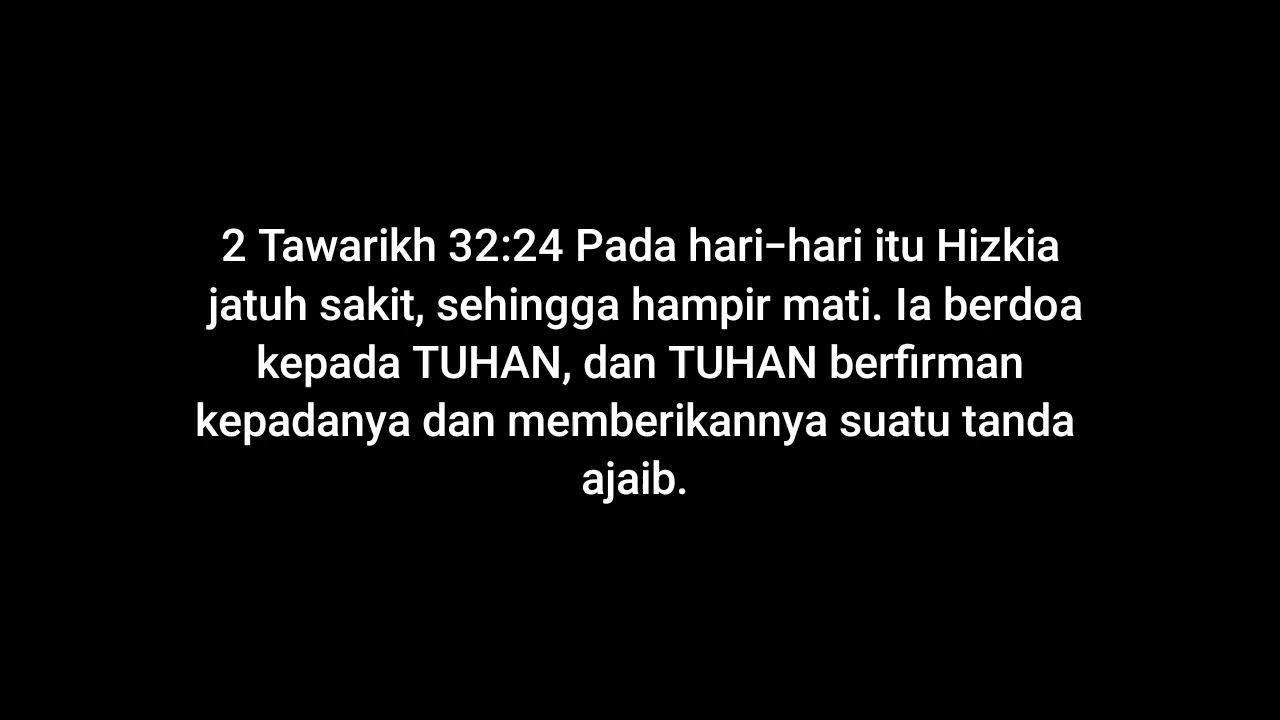 2 Tawarikh 32:24 Pada hari-hari itu Hizkia
jatuh sakit, sehingga hampir mati. Ia berdoa
kepada TUHAN, dan TUHAN berfirman
kepadanya dan memberikannya suatu tanda
ajaib.